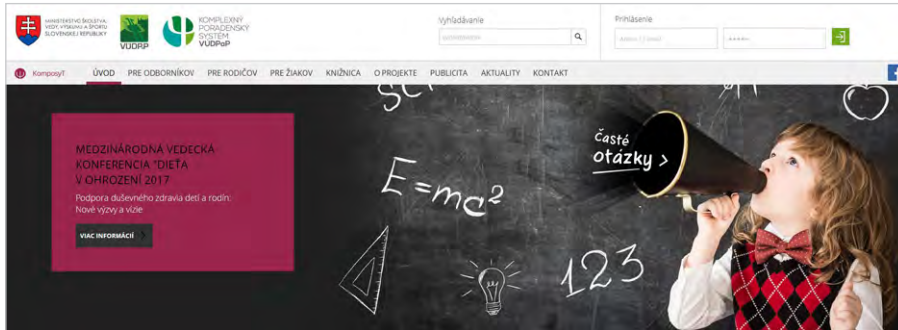 MINISTERSTVO ŠKOLSTVA,
VEDY, VÝSKUMU A ŠPORTU
SLOVENSKEJ REPUBLIKY
VÚDPaP
KOMPLEXNÝ
PORADENSKÝ
SYSTÉM
VÚDPaP
Vyhľadávanie
Prihlásenie
KomposyT
ÚVOD
PRE ODBORNÍKOV
PRE RODIČOV
PRE ŽIAKOV
KNIŽNICA
O PROJEKTE
PUBLICITA
AKTUALITY
KONTAKT
MEDZINÁRODNÁ VEDECKÁ
KONFERENCIA "DIEŤA
V OHROZENÍ 2017
Podpora duševného zdravia detí a rodín:
Nové výzvy a vízie
VIAC INFORMÁCIÍ >
E=mc²
časté
otázky >
123